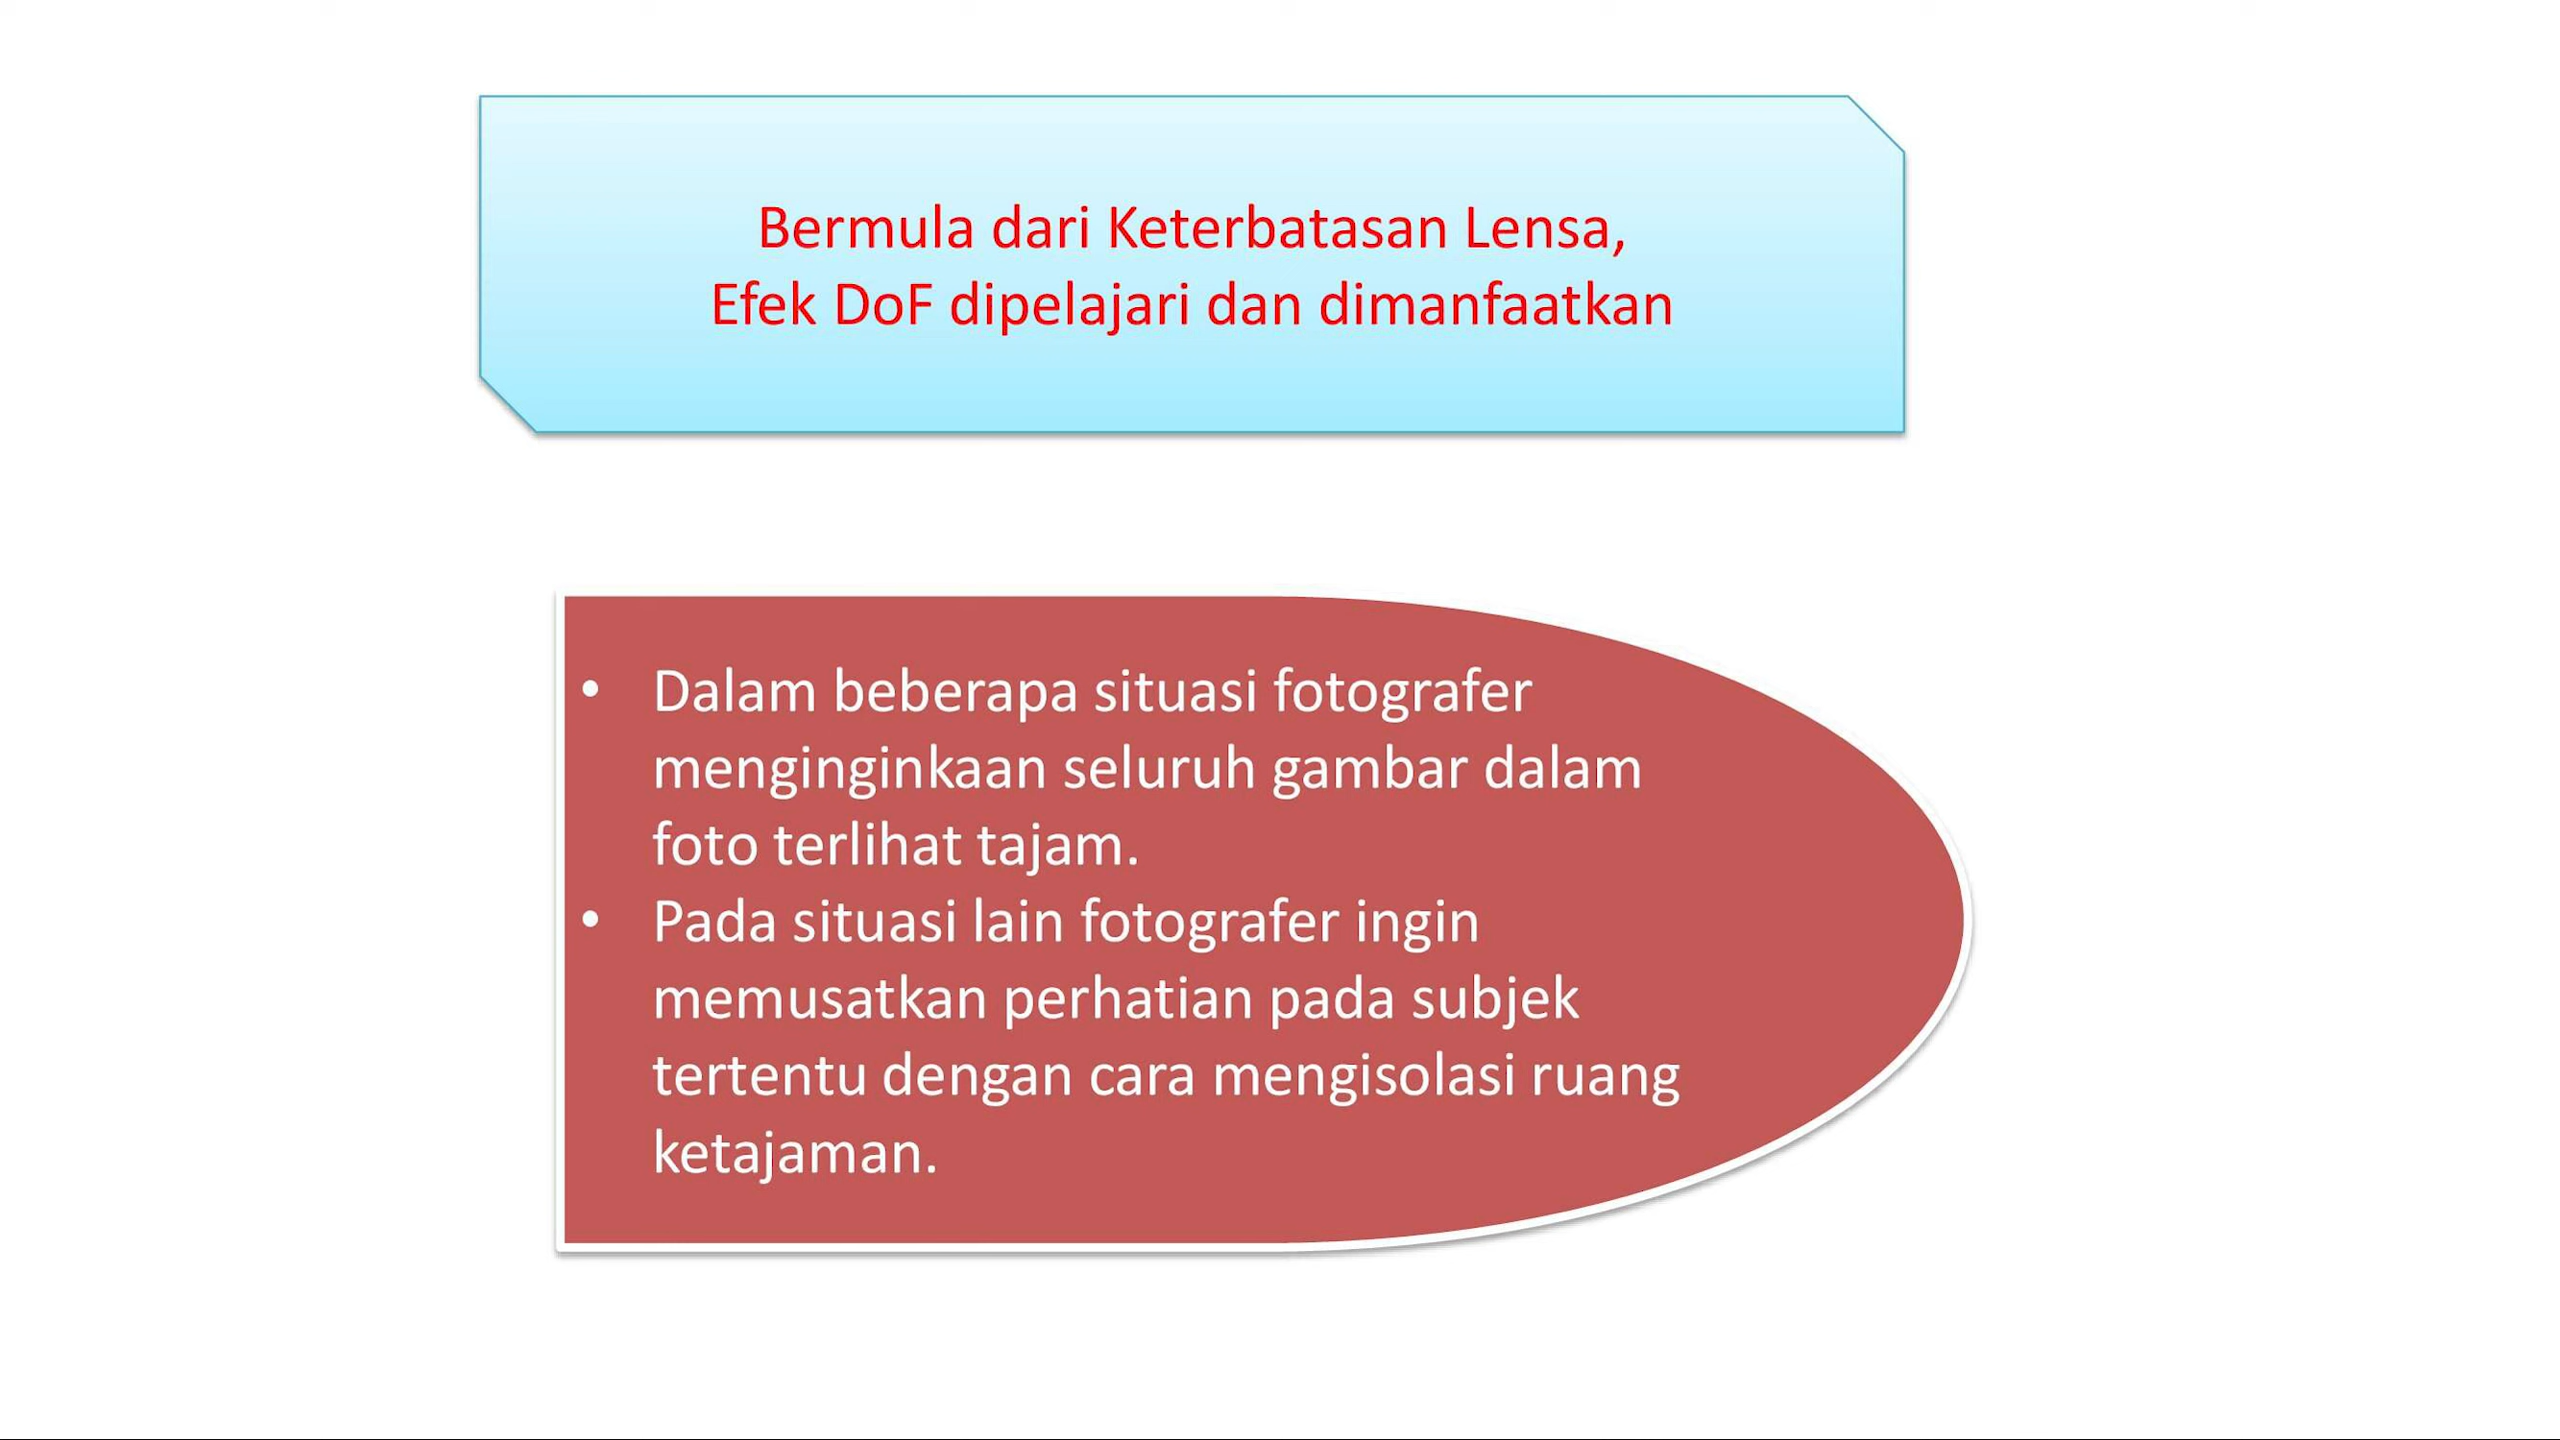 Bermula dari Keterbatasan Lensa,
Efek DoF dipelajari dan dimanfaatkan
• Dalam beberapa situasi fotografer
menginginkaan seluruh gambar dalam
foto terlihat tajam.
• Pada situasi lain fotografer ingin
memusatkan perhatian pada subjek
tertentu dengan cara mengisolasi ruang
ketajaman.